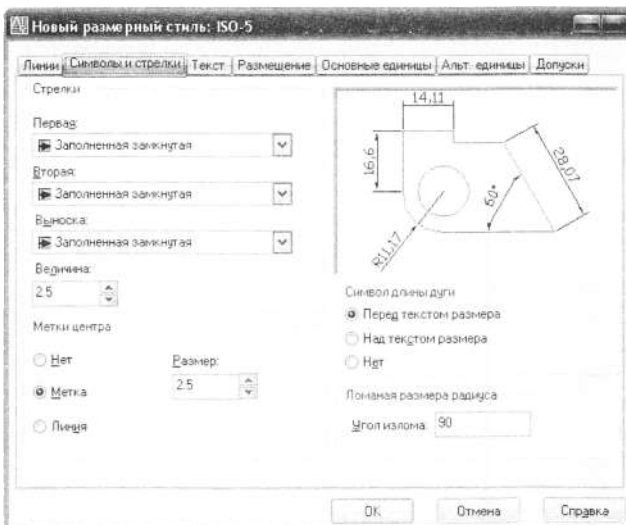 Новый размерный стиль: ISO-5
Линии Символы и стрелки Текст Размещение Основные единицы Альт. единицы Допуски
Стрелки
Первая:
Заполненная замкнутая
Вторая:
Заполненная замкнутая
Выноска:
Заполненная замкнутая
Величина:
2.5
Метки центра
Нет
Размер:
Метка
2.5
Линия
14,11
16,6
28,07
60°
R11,17
Символ длины дуги
Перед текстом размера
Над текстом размера
Нет
Ломаная размера радиуса
Угол излома: 90
OK Отмена Справка